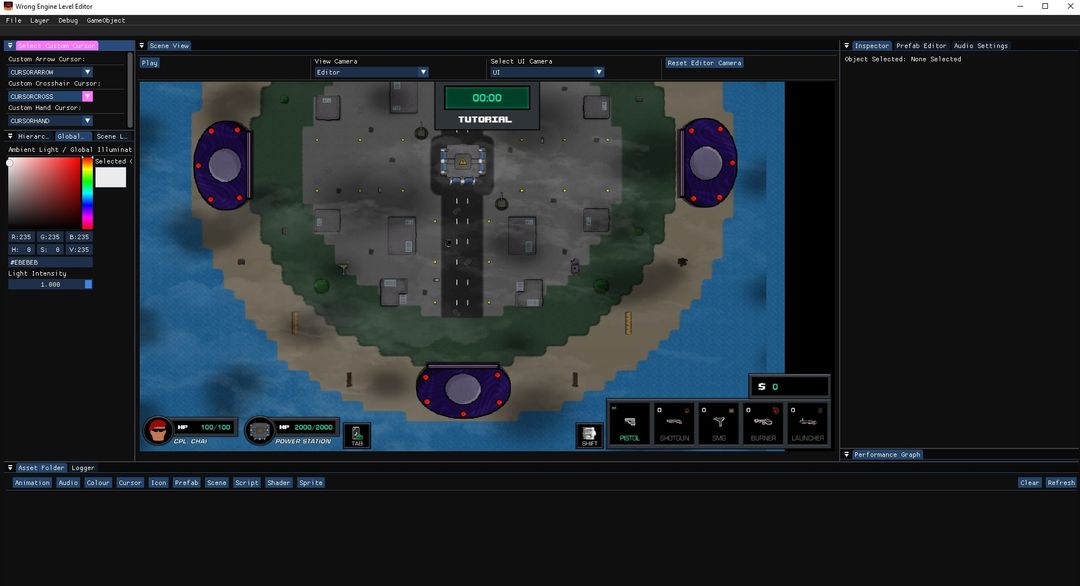 Wrong Engine Level Editor
File Layer Debug GameObject
Select Custom Cursor
Custom Arrow Cursor:
CURSORARROW
Custom Crosshair Cursor:
CURSORCROSS
Custom Hand Cursor:
CURSORHAND
Hierarc.. Global.. Scene L..
Ambient Light / Global Illuminat
Selected C
R:235 G:235 B:235
H: 0 S: 0 V:235
#EBEBEB
Light Intensity
1.000
Scene View
Play
View Camera
Editor
Select UI Camera
UI
Reset Editor Camera
00:00
TUTORIAL
HP 100/100
CPL. CHAI
HP 2000/2000
POWER STATION
TAB
SHIFT
$ 0
PISTOL
0 SHOTGUN
0 SMG
0 BURNER
0 LAUNCHER
Inspector Prefab Editor Audio Settings
Object Selected: None Selected
Performance Graph
Asset Folder Logger
Animation Audio Colour Cursor Icon Prefab Scene Script Shader Sprite
Clear Refresh